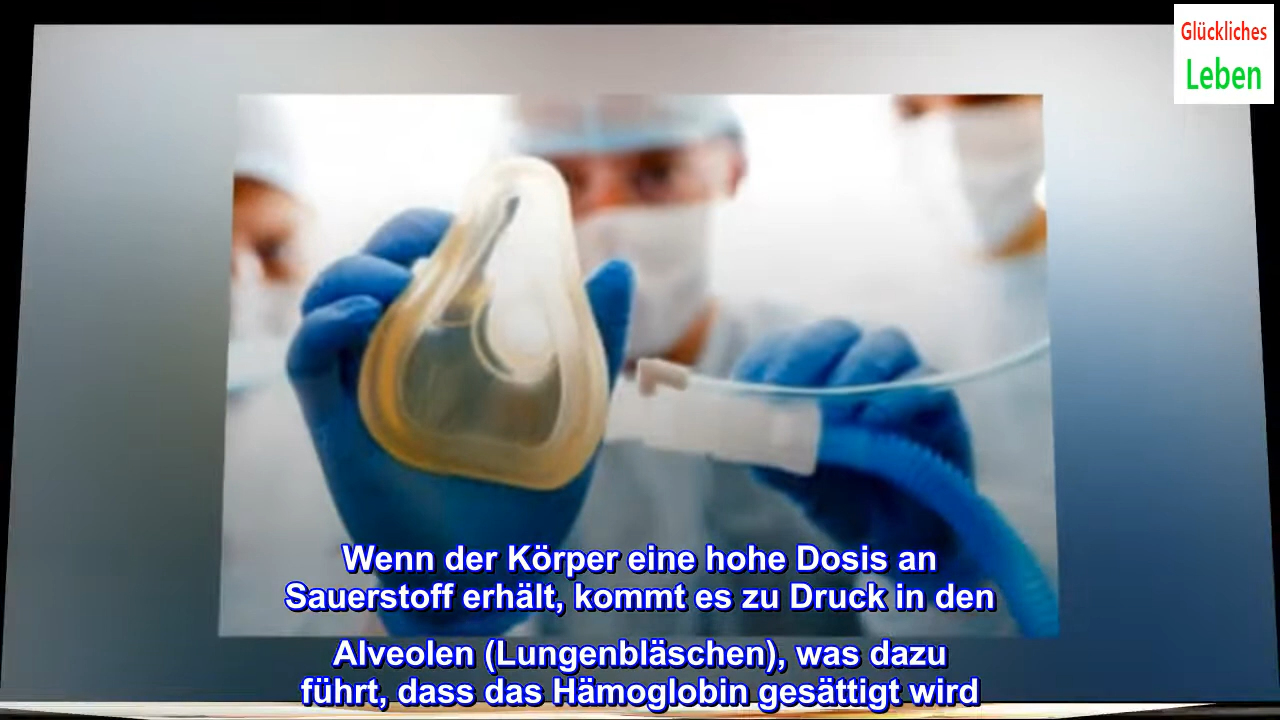 Glückliches
Leben
Wenn der Körper eine hohe Dosis an
Sauerstoff erhält, kommt es zu Druck in den
Alveolen (Lungenbläschen), was dazu
führt, dass das Hämoglobin gesättigt wird